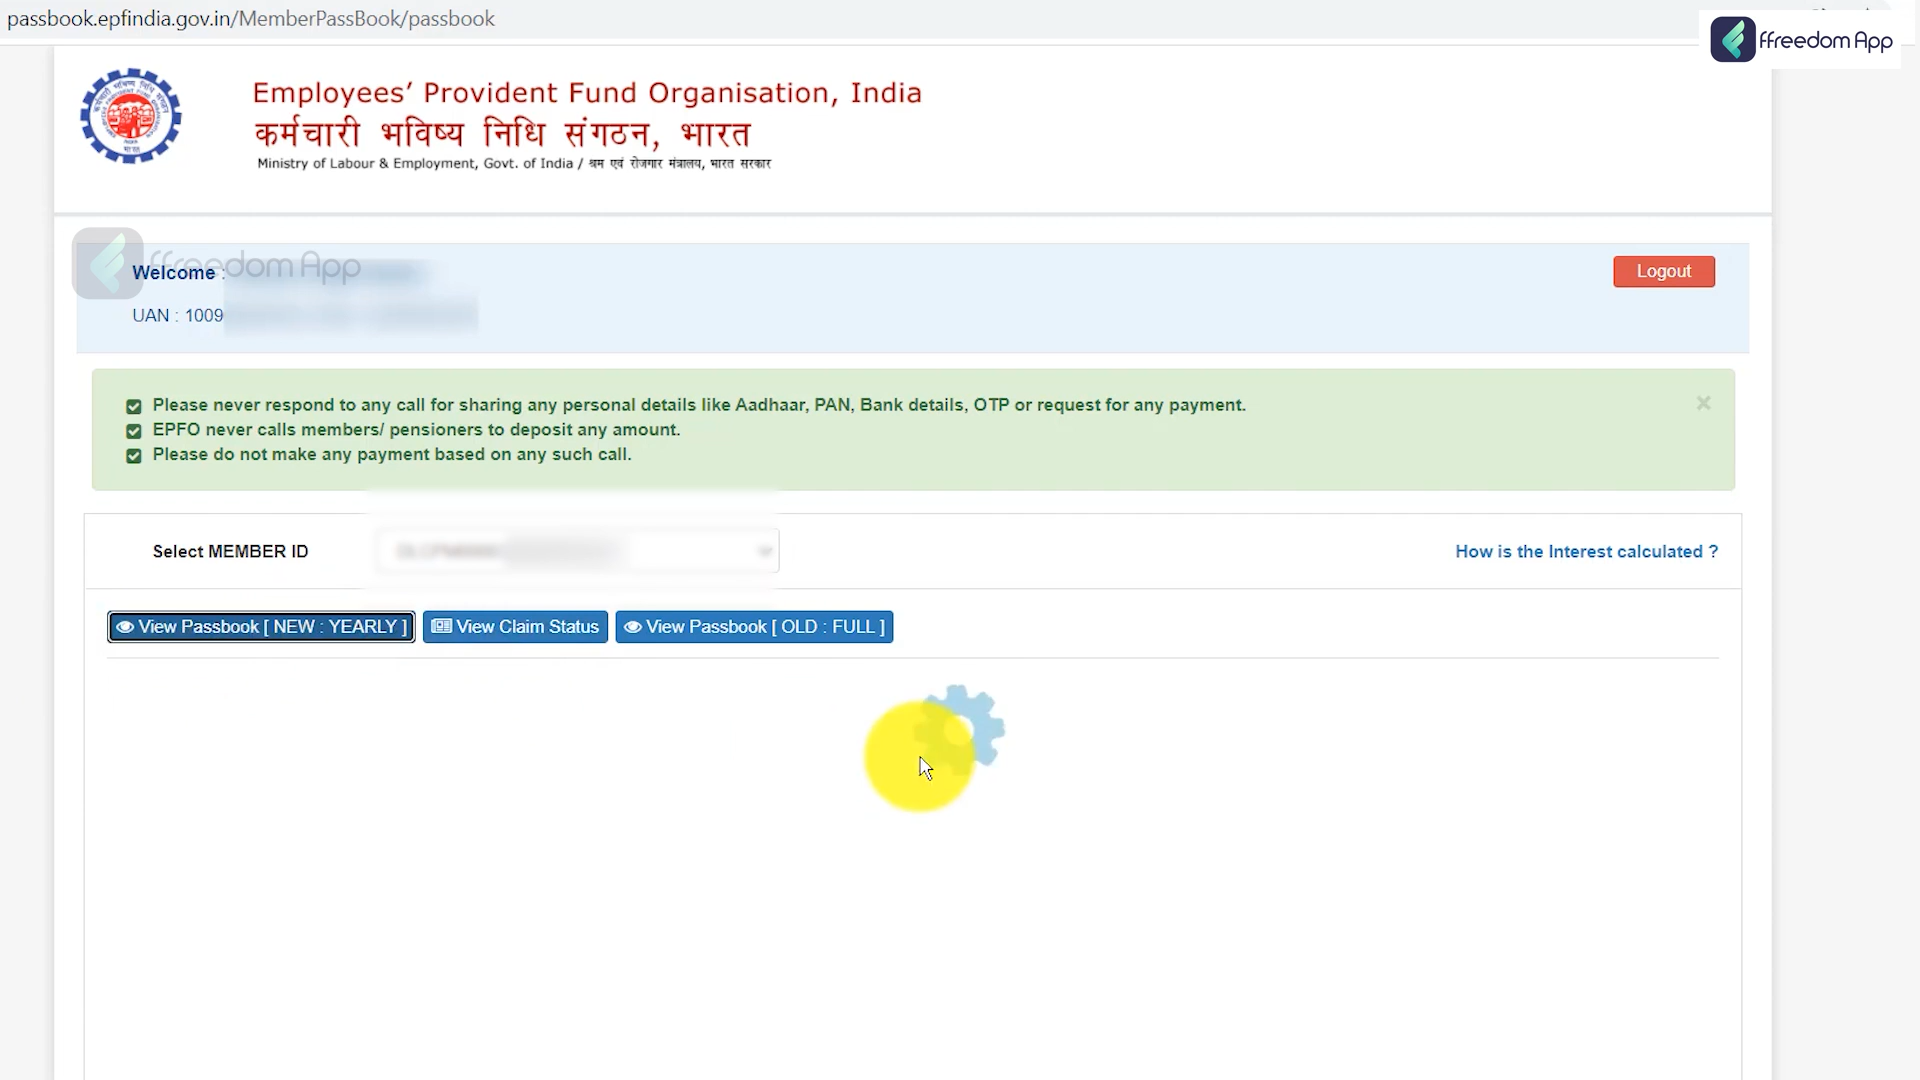 passbook.epfindia.gov.in/MemberPassBook/passbook
ffreedom App
Employees’ Provident Fund Organisation, India
कर्मचारी भविष्य निधि संगठन, भारत
Ministry of Labour & Employment, Govt. of India / श्रम एवं रोजगार मंत्रालय, भारत सरकार
ffreedom App
Welcome :
Logout
UAN : 1009
Please never respond to any call for sharing any personal details like Aadhaar, PAN, Bank details, OTP or request for any payment.
EPFO never calls members/ pensioners to deposit any amount.
Please do not make any payment based on any such call.
Select MEMBER ID
How is the Interest calculated ?
View Passbook [ NEW : YEARLY ] View Claim Status View Passbook [ OLD : FULL ]